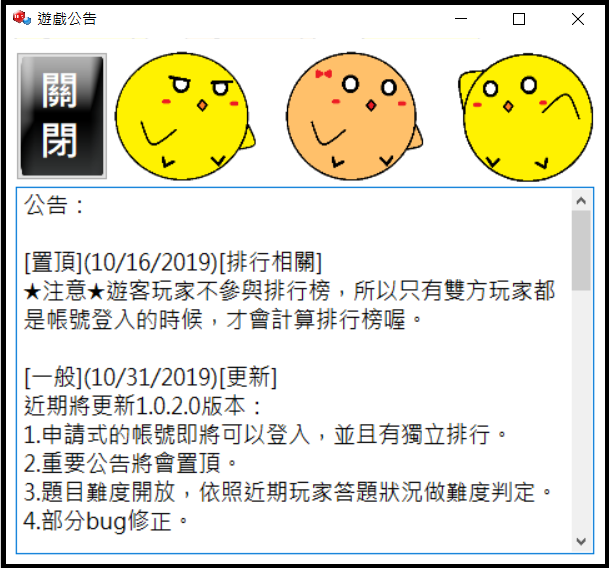 遊戲公告
關
閉
公告：
[置頂](10/16/2019)[排行相關]
★注意★遊客玩家不參與排行榜，所以只有雙方玩家都
是帳號登入的時候，才會計算排行榜喔。
[一般](10/31/2019)[更新]
近期將更新1.0.2.0版本：
1.申請式的帳號即將可以登入，並且有獨立排行。
2.重要公告將會置頂。
3.題目難度開放，依照近期玩家答題狀況做難度判定。
4.部分bug修正。